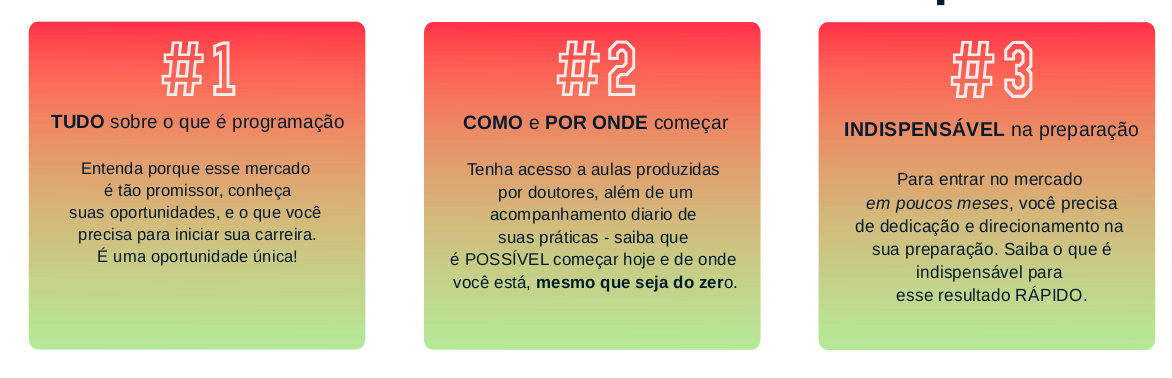 #1
TUDO sobre o que é programação
Entenda porque esse mercado
é tão promissor, conheça
suas oportunidades, e o que você
precisa para iniciar sua carreira.
É uma oportunidade única!
#2
COMO e POR ONDE começar
Tenha acesso a aulas produzidas
por doutores, além de um
acompanhamento diario de
suas práticas - saiba que
é POSSÍVEL começar hoje e de onde
você está, mesmo que seja do zero.
#3
INDISPENSÁVEL na preparação
Para entrar no mercado
em poucos meses, você precisa
de dedicação e direcionamento na
sua preparação. Saiba o que é
indispensável para
esse resultado RÁPIDO.